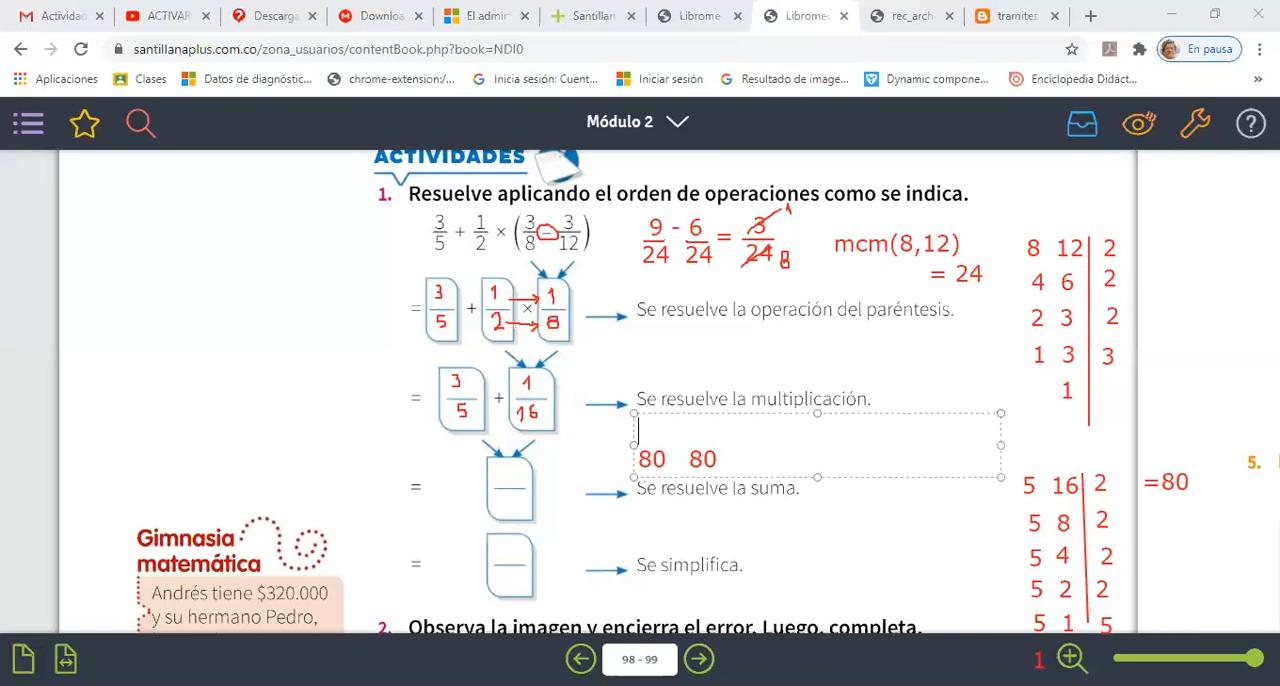 Actividad
ACTIVAR
Descarga
Downloa
El admin
Santillan
Librome
Librome
rec_arch
tramites
santillanaplus.com.co/zona_usuarios/contentBook.php?book=NDI0
En pausa
Aplicaciones
Clases
Datos de diagnóstic...
chrome-extension:/...
Inicia sesión: Cuent...
Iniciar sesión
Resultado de image...
Dynamic compone...
Enciclopedia Didáct...
Módulo 2
ACTIVIDADES
1. Resuelve aplicando el orden de operaciones como se indica.
3/5 + 1/2 × (3/8 − 3/12)
9/24 - 6/24 = 3/24 1 8
mcm(8,12)
= 24
8 12 2
4 6 2
2 3 2
1 3 3
1
= 3/5 + 1/2 × 1/8 Se resuelve la operación del paréntesis.
= 3/5 + 1/16 Se resuelve la multiplicación.
80 80
= Se resuelve la suma.
= Se simplifica.
5 16 2 =80
5 8 2
5 4 2
5 2 2
5 1 5
1
5.
Gimnasia
matemática
Andrés tiene $320.000
y su hermano Pedro,
2. Observa la imagen y encierra el error. Luego, completa.
98 - 99